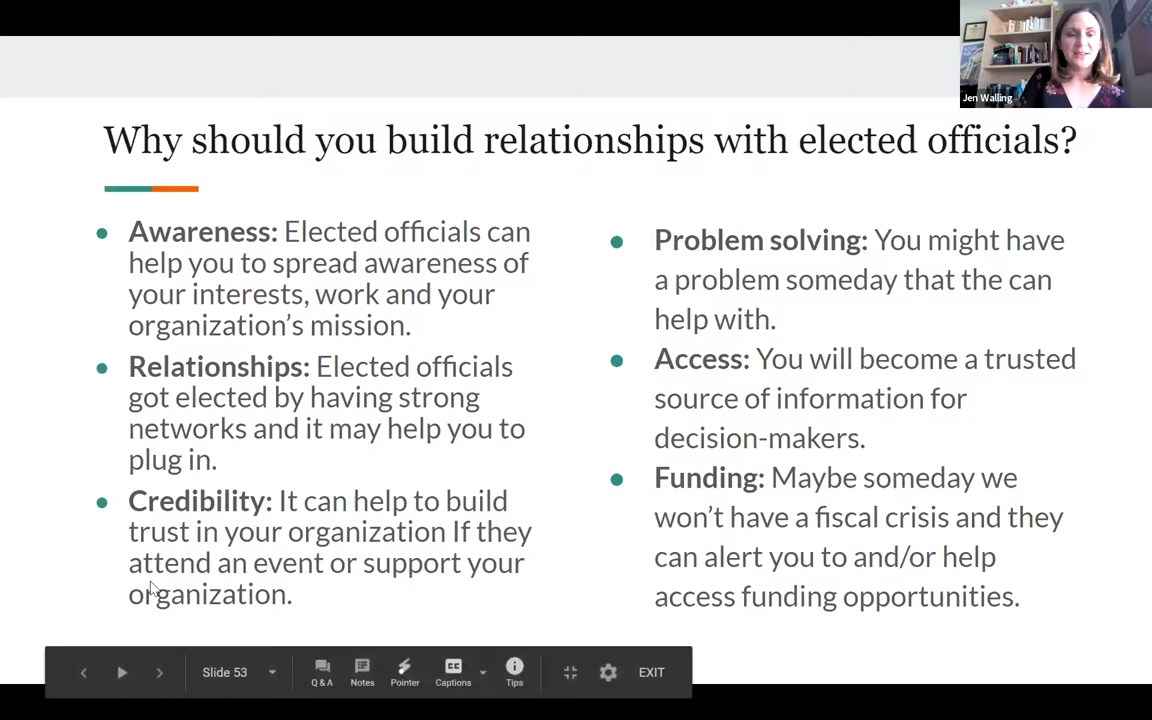 Jen Walling
Why should you build relationships with elected officials?
● Awareness: Elected officials can
help you to spread awareness of
your interests, work and your
organization's mission.
● Relationships: Elected officials
got elected by having strong
networks and it may help you to
plug in.
● Credibility: It can help to build
trust in your organization If they
attend an event or support your
organization.
● Problem solving: You might have
a problem someday that the can
help with.
● Access: You will become a trusted
source of information for
decision-makers.
● Funding: Maybe someday we
won't have a fiscal crisis and they
can alert you to and/or help
access funding opportunities.
Slide 53
Q & A
Notes
Pointer
CC
Captions
Tips
EXIT